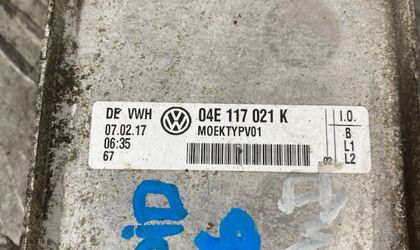 DE VWH 04E 117 021 K I.O.
07.02.17 MOEKTYPV01 B
06:35 L1
67 02 L2